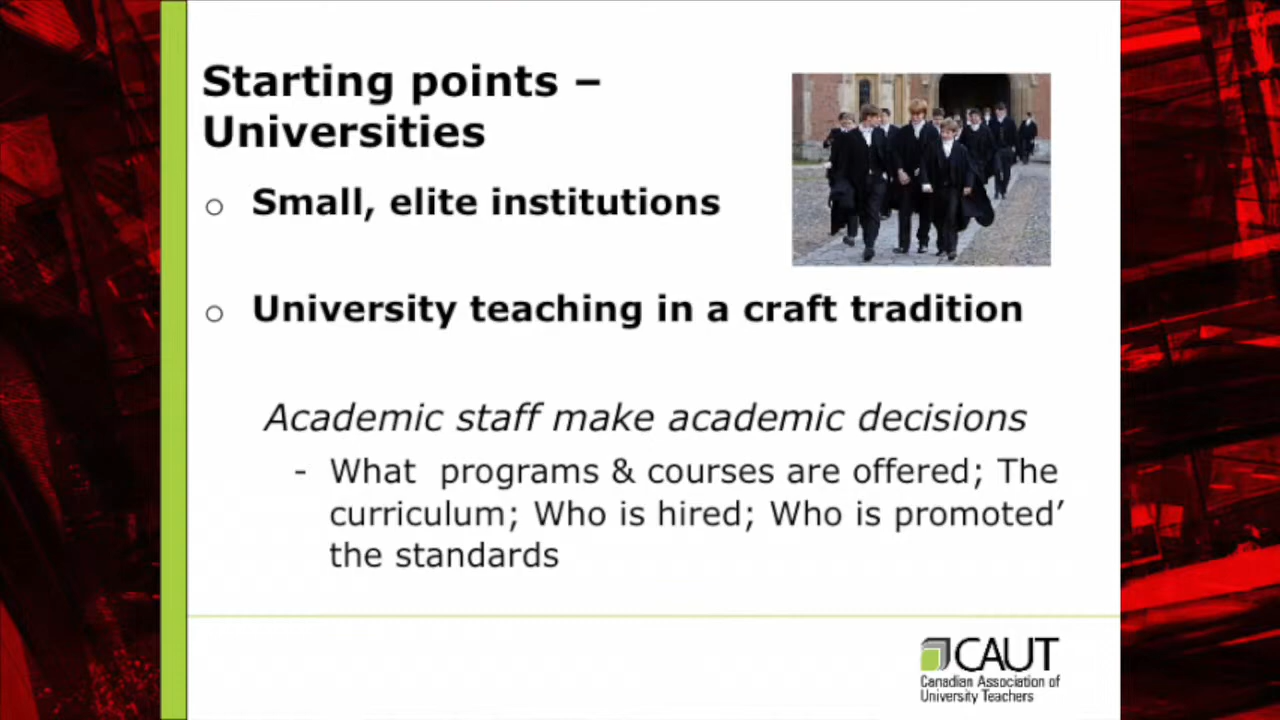 Starting points –
Universities
Small, elite institutions
University teaching in a craft tradition
Academic staff make academic decisions
- What programs & courses are offered; The
curriculum; Who is hired; Who is promoted’
the standards
CAUT
Canadian Association of
University Teachers